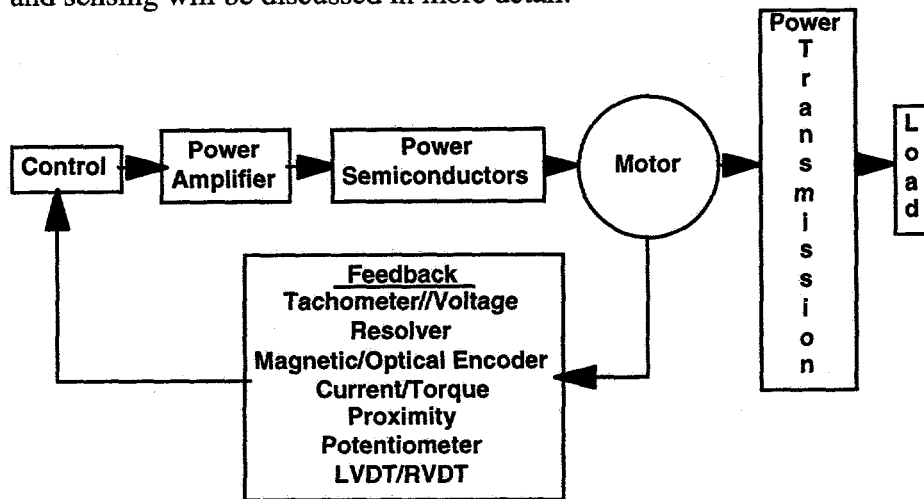 and sensing will be discussed in more detail.
Control
Power
Amplifier
Power
Semiconductors
Motor
Power
T
r
a
n
s
m
i
s
s
i
o
n
L
o
a
d
Feedback
Tachometer//Voltage
Resolver
Magnetic/Optical Encoder
Current/Torque
Proximity
Potentiometer
LVDT/RVDT